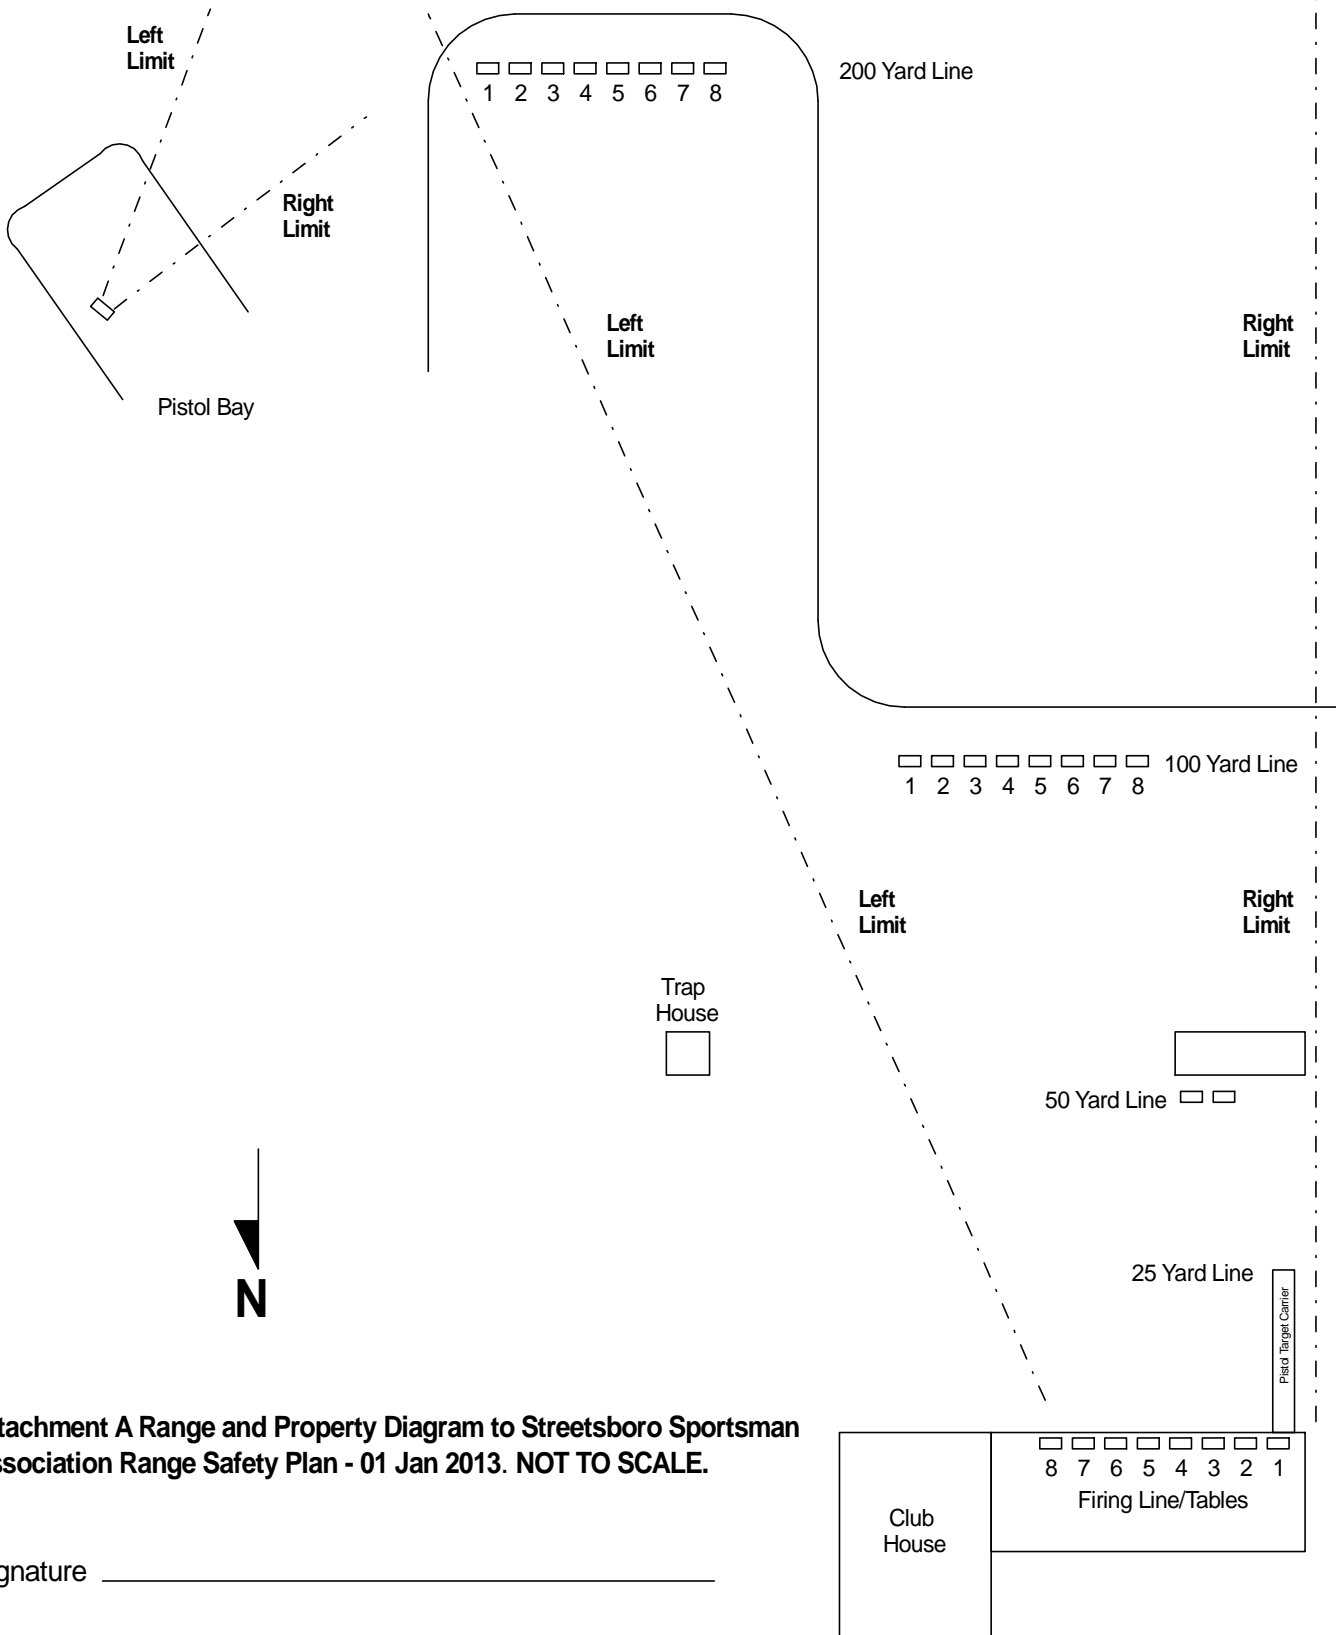 Left
Limit
200 Yard Line
1 2 3 4 5 6 7 8
Right
Limit
Left
Limit
Right
Limit
Pistol Bay
100 Yard Line
1 2 3 4 5 6 7 8
Left
Limit
Right
Limit
Trap
House
50 Yard Line
25 Yard Line
Pistol Target Carrier
N
tachment A Range and Property Diagram to Streetsboro Sportsman
ssociation Range Safety Plan - 01 Jan 2013. NOT TO SCALE.
8 7 6 5 4 3 2 1
Firing Line/Tables
Club
House
gnature